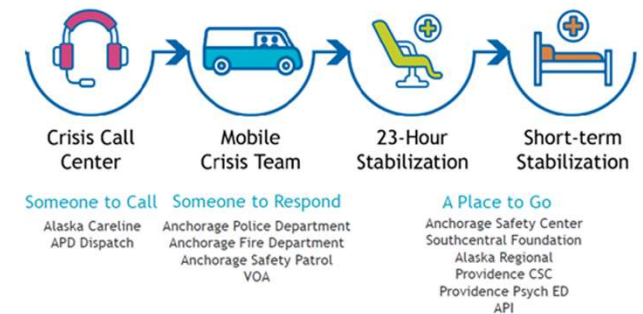 Crisis Call
Center
Mobile
Crisis Team
23-Hour
Stabilization
Short-term
Stabilization
Someone to Call
Alaska Careline
APD Dispatch
Someone to Respond
Anchorage Police Department
Anchorage Fire Department
Anchorage Safety Patrol
VOA
A Place to Go
Anchorage Safety Center
Southcentral Foundation
Alaska Regional
Providence CSC
Providence Psych ED
API